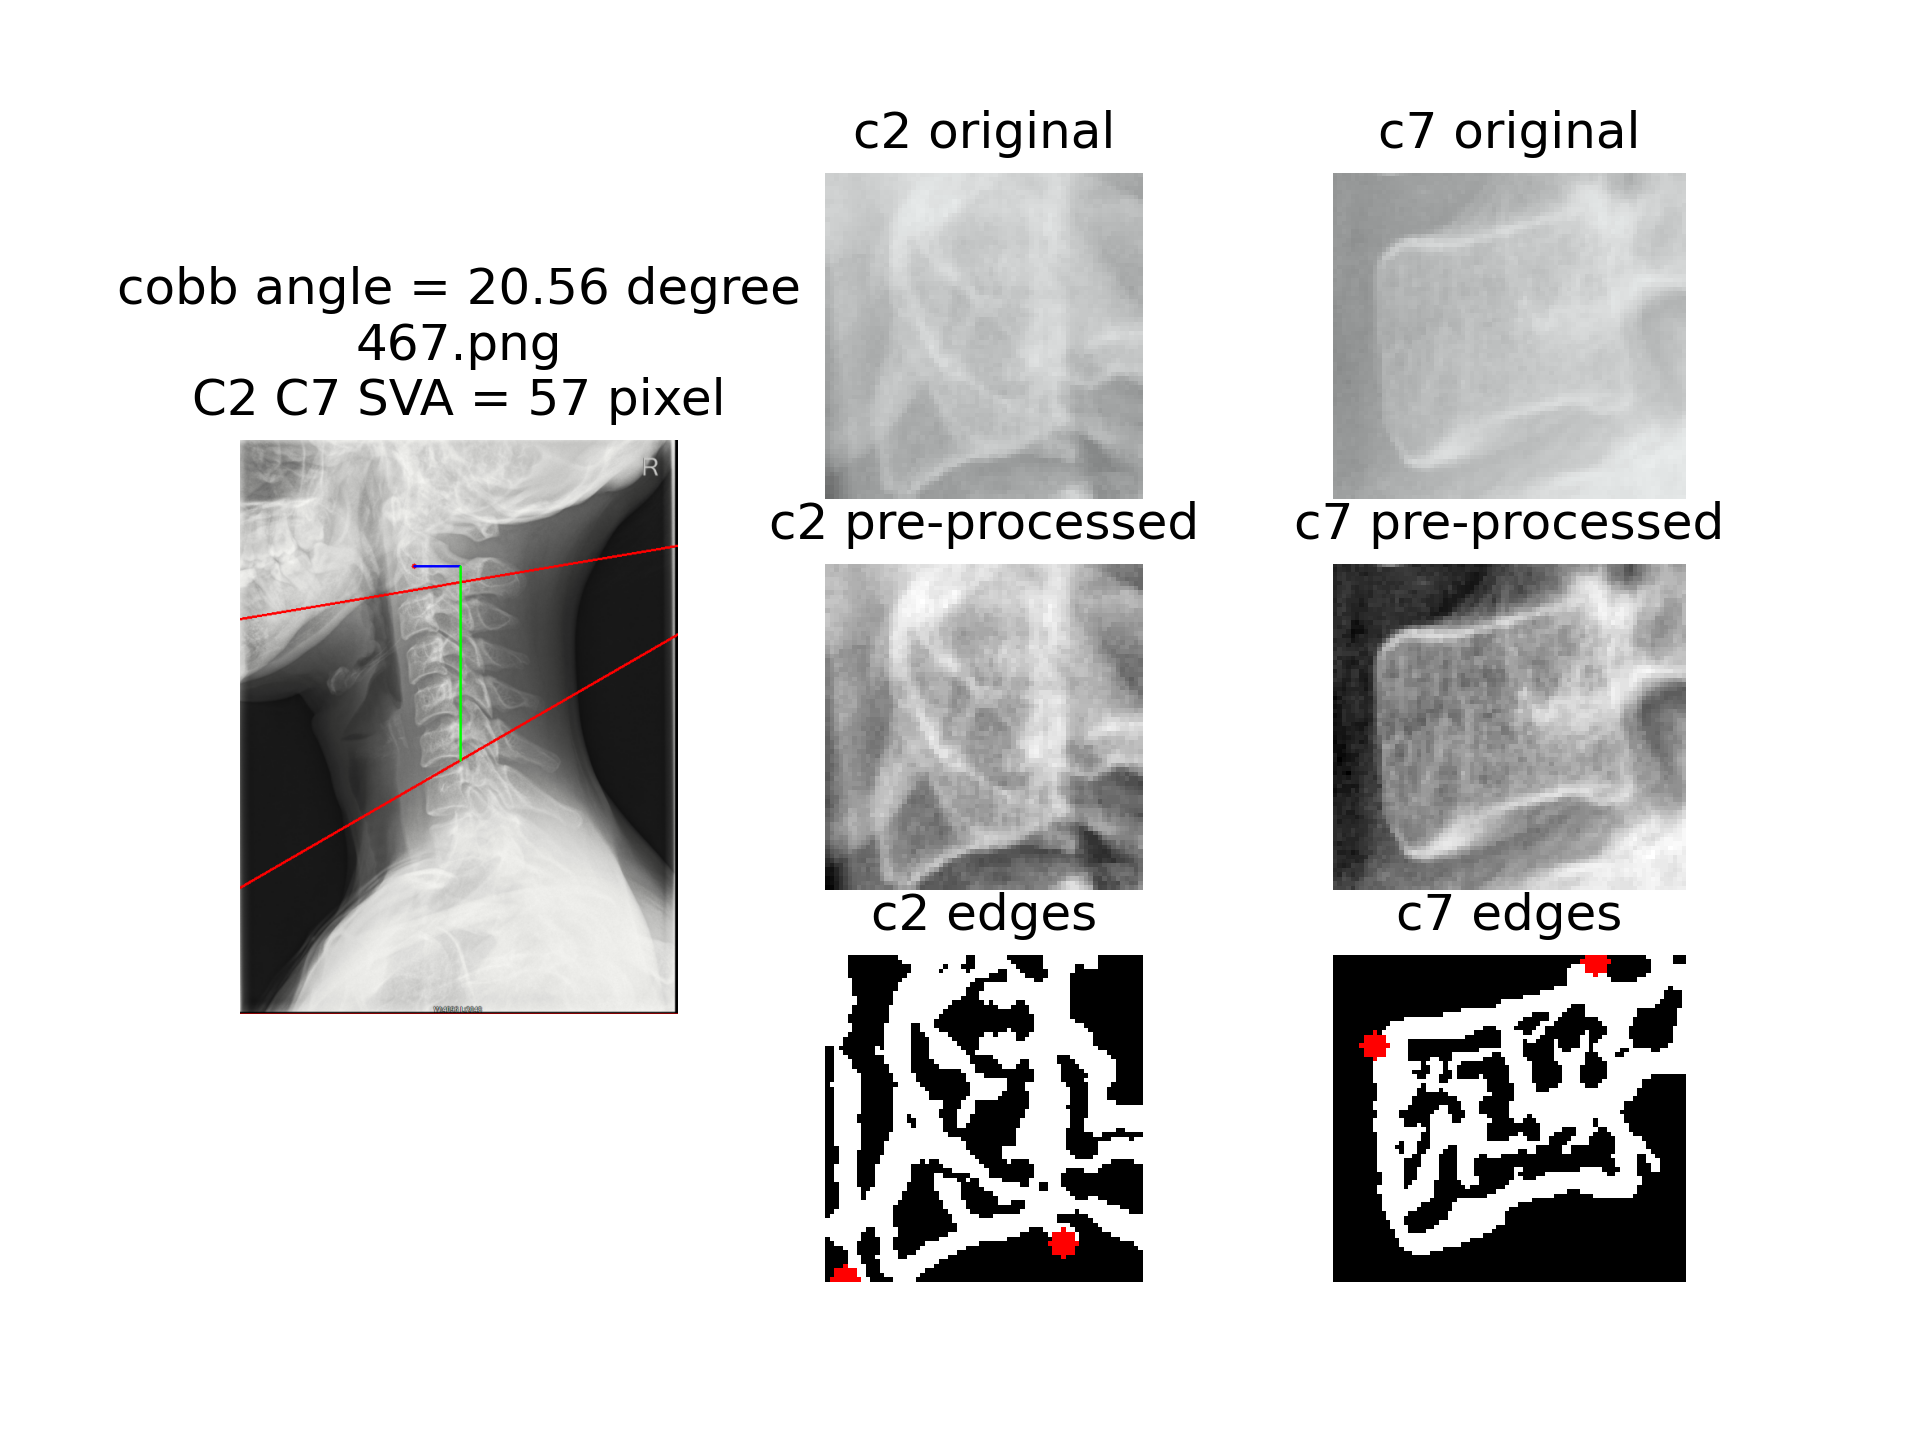 cobb angle = 20.56 degree
467.png
C2 C7 SVA = 57 pixel
R
c2 original
c7 original
c2 pre-processed
c7 pre-processed
c2 edges
c7 edges